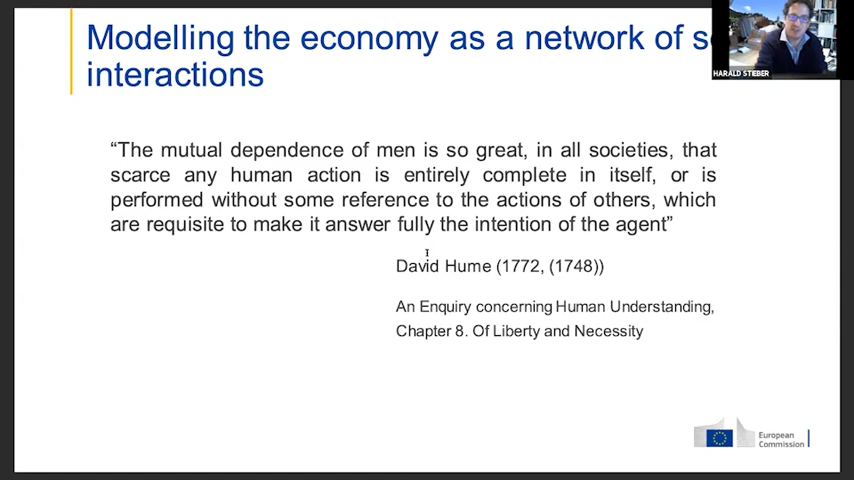 Modelling the economy as a network of
interactions
HARALD STIEBER
“The mutual dependence of men is so great, in all societies, that
scarce any human action is entirely complete in itself, or is
performed without some reference to the actions of others, which
are requisite to make it answer fully the intention of the agent”
David Hume (1772, (1748))
An Enquiry concerning Human Understanding,
Chapter 8. Of Liberty and Necessity
European
Commission